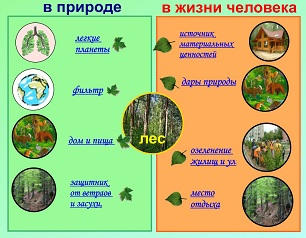 в природе
легкие
планеты
фильтр
дом и пища
защитник
от ветраов
и засухи.
лес
в жизни человека
источник
материальных
ценностей
дары природы
озеленение
жилищ и ул
место
отдыха